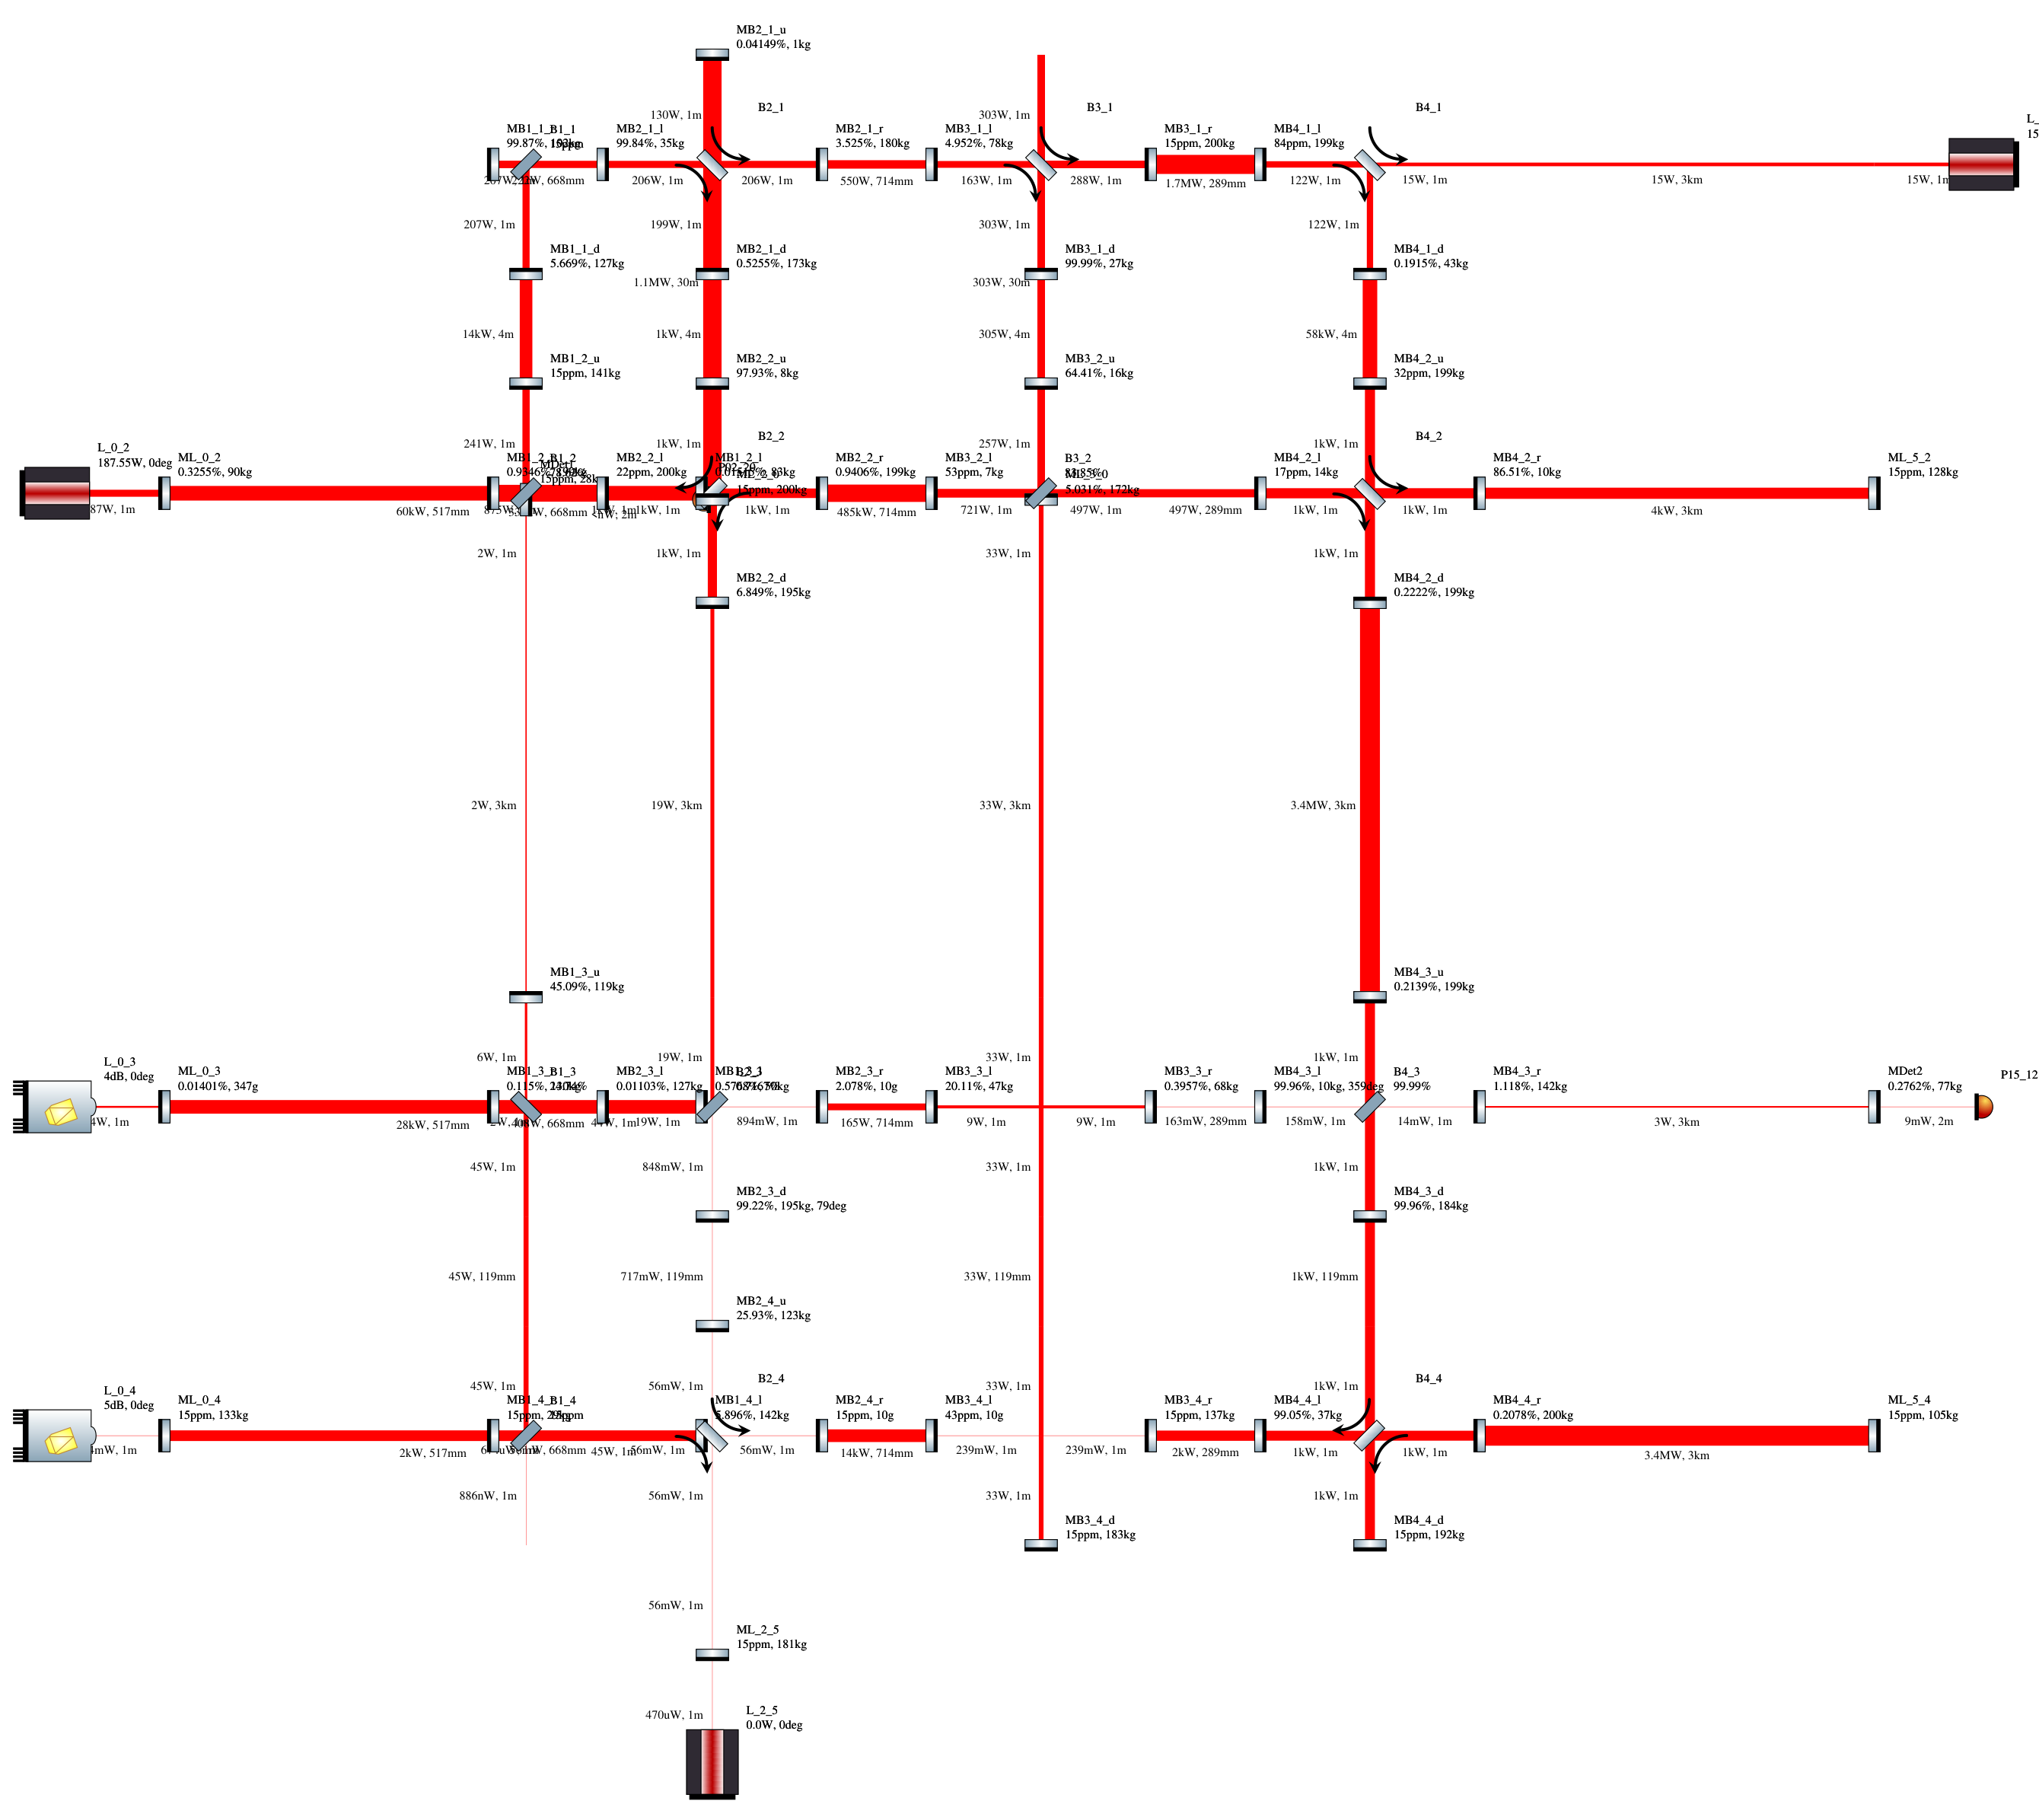 MB2_1_u
0.04149%, 1kg
130W, 1m
B2_1
303W, 1m
B3_1
B4_1
L_
15
MB1_1_r
99.87%,
B1_1
15ppm
MB2_1_l
99.84%, 35kg
MB2_1_r
3.525%, 180kg
MB3_1_l
4.952%, 78kg
MB3_1_r
15ppm, 200kg
MB4_1_l
84ppm, 199kg
668mm
206W, 1m
206W, 1m
550W, 714mm
163W, 1m
288W, 1m
1.7MW, 289mm
122W, 1m
15W, 1m
15W, 3km
15W, 1m
207W, 1m
199W, 1m
303W, 1m
122W, 1m
MB1_1_d
5.669%, 127kg
MB2_1_d
0.5255%, 173kg
MB3_1_d
99.99%, 27kg
MB4_1_d
0.1915%, 43kg
1.1MW, 30m
303W, 30m
14kW, 4m
1kW, 4m
305W, 4m
58kW, 4m
MB1_2_u
15ppm, 141kg
MB2_2_u
97.93%, 8kg
MB3_2_u
64.41%, 16kg
MB4_2_u
32ppm, 199kg
241W, 1m
1kW, 1m
B2_2
257W, 1m
1kW, 1m
B4_2
L_0_2
187.55W, 0deg
ML_0_2
0.3255%, 90kg
B1_2
15ppm, 28kg
MB2_2_l
22ppm, 200kg
MB1_2_l
ML_2_0
15ppm, 200kg
MB2_2_r
0.9406%, 199kg
MB3_2_l
53ppm, 7kg
B3_2
83.85%
ML_3_0
5.031%, 172kg
MB4_2_l
17ppm, 14kg
MB4_2_r
86.51%, 10kg
ML_5_2
15ppm, 128kg
87W, 1m
60kW, 517mm
668mm
1kW, 1m
1kW, 1m
485kW, 714mm
721W, 1m
497W, 1m
497W, 289mm
1kW, 1m
1kW, 1m
4kW, 3km
2W, 1m
1kW, 1m
33W, 1m
1kW, 1m
MB2_2_d
6.849%, 195kg
MB4_2_d
0.2222%, 199kg
2W, 3km
19W, 3km
33W, 3km
3.4MW, 3km
MB1_3_u
45.09%, 119kg
MB4_3_u
0.2139%, 199kg
6W, 1m
19W, 1m
33W, 1m
1kW, 1m
L_0_3
4dB, 0deg
ML_0_3
0.01401%, 347g
MB1_3_r
0.115%,
B1_3
MB2_3_l
0.01103%, 127kg
MB2_3_r
2.078%, 10g
MB3_3_l
20.11%, 47kg
MB3_3_r
0.3957%, 68kg
MB4_3_l
99.96%, 10kg, 359deg
B4_3
99.99%
MB4_3_r
1.118%, 142kg
MDet2
0.2762%, 77kg
P15_12
4W, 1m
28kW, 517mm
668mm
19W, 1m
894mW, 1m
165W, 714mm
9W, 1m
9W, 1m
163mW, 289mm
158mW, 1m
14mW, 1m
3W, 3km
9mW, 2m
45W, 1m
848mW, 1m
33W, 1m
1kW, 1m
MB2_3_d
99.22%, 195kg, 79deg
MB4_3_d
99.96%, 184kg
45W, 119mm
717mW, 119mm
33W, 119mm
1kW, 119mm
MB2_4_u
25.93%, 123kg
45W, 1m
56mW, 1m
B2_4
33W, 1m
1kW, 1m
B4_4
L_0_4
5dB, 0deg
ML_0_4
15ppm, 133kg
MB1_4_r
15ppm,
B1_4
MB1_4_l
5.896%, 142kg
MB2_4_r
15ppm, 10g
MB3_4_l
43ppm, 10g
MB3_4_r
15ppm, 137kg
MB4_4_l
99.05%, 37kg
MB4_4_r
0.2078%, 200kg
ML_5_4
15ppm, 105kg
2kW, 517mm
668mm
45W, 1m
56mW, 1m
56mW, 1m
14kW, 714mm
239mW, 1m
239mW, 1m
2kW, 289mm
1kW, 1m
1kW, 1m
3.4MW, 3km
886nW, 1m
56mW, 1m
33W, 1m
1kW, 1m
MB3_4_d
15ppm, 183kg
MB4_4_d
15ppm, 192kg
56mW, 1m
ML_2_5
15ppm, 181kg
470uW, 1m
L_2_5
0.0W, 0deg